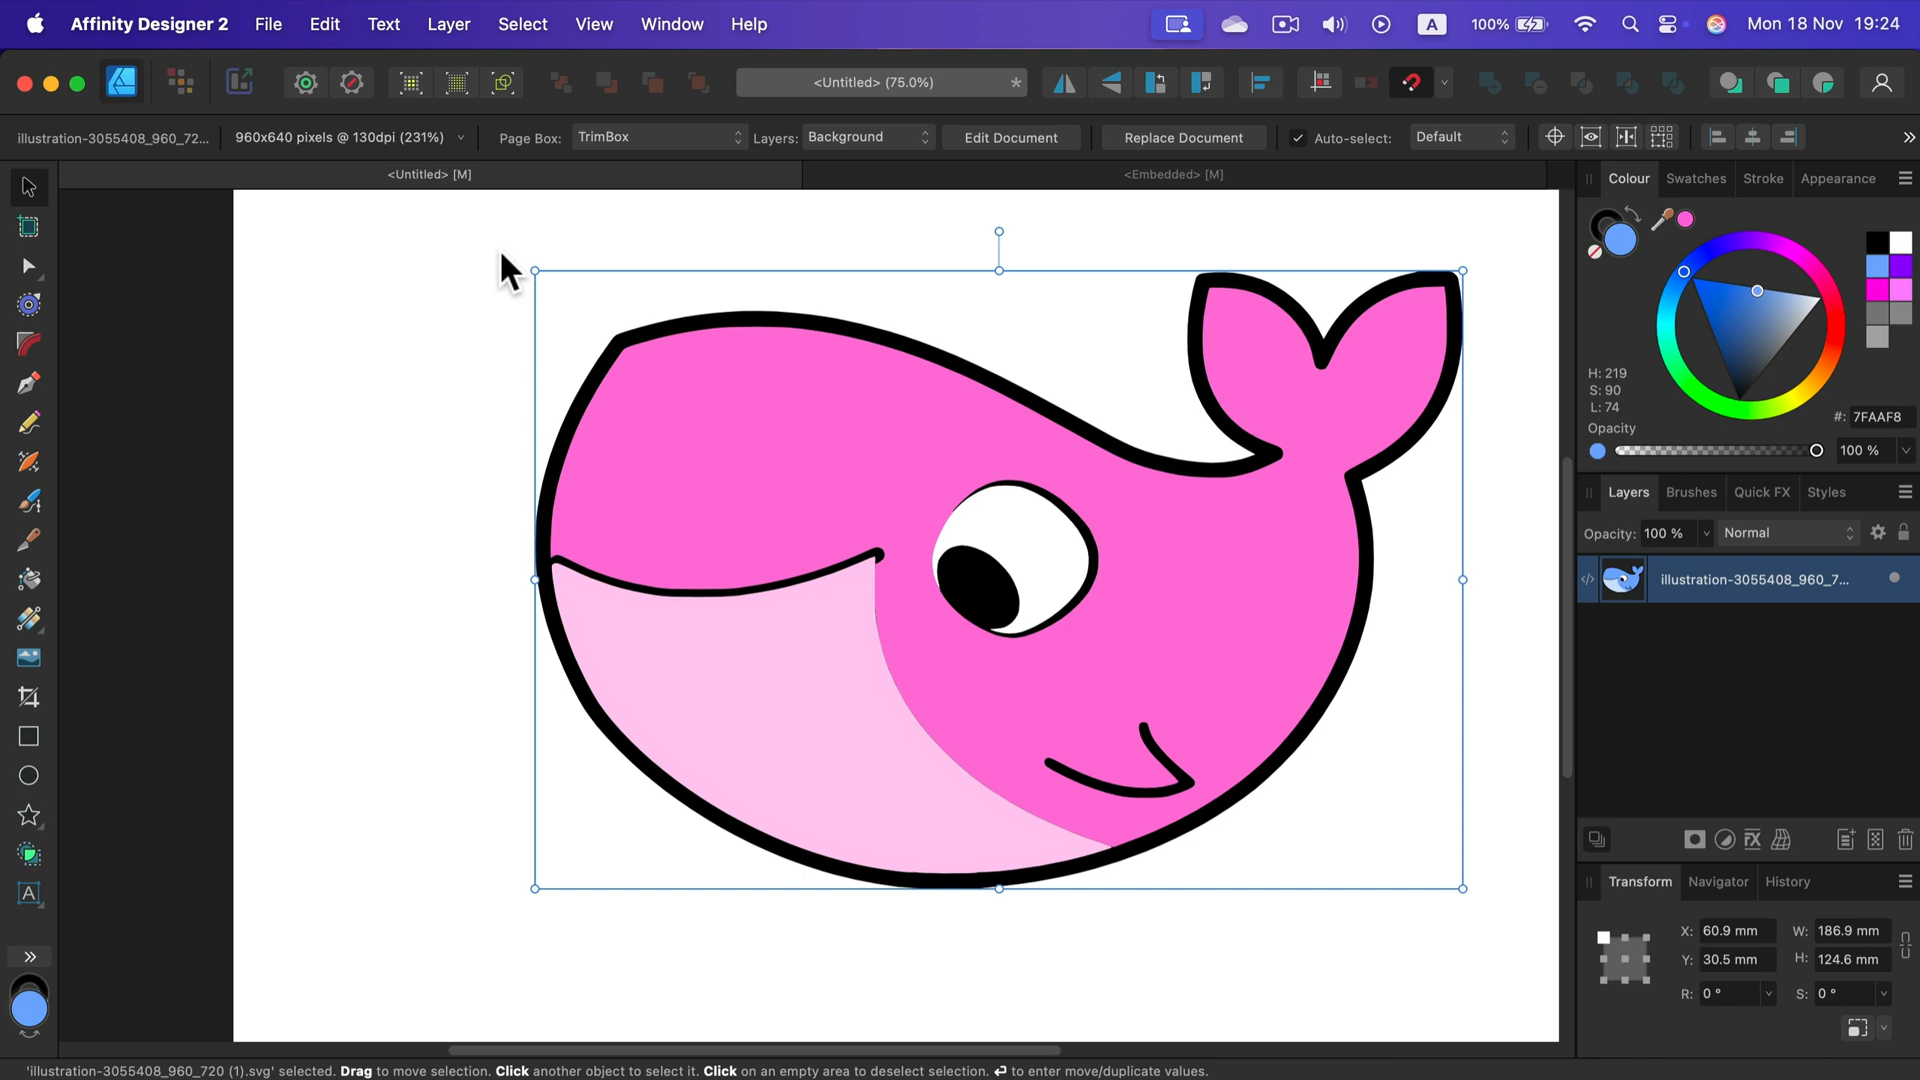 Affinity Designer 2 File Edit Text Layer Select View Window Help A 100% Mon 18 Nov 19:24
<Untitled> (75.0%) *
illustration-3055408_960_72... 960x640 pixels @ 130dpi (231%) Page Box: TrimBox Layers: Background Edit Document Replace Document Auto-select: Default
<Untitled> [M] <Embedded> [M]
Colour Swatches Stroke Appearance
H: 219
S: 90
L: 74
#: 7FAAF8
Opacity
100 %
Layers Brushes Quick FX Styles
Opacity: 100 % Normal
illustration-3055408_960_7...
FX
Transform Navigator History
X: 60.9 mm W: 186.9 mm
Y: 30.5 mm H: 124.6 mm
R: 0 ° S: 0 °
A
'illustration-3055408_960_720 (1).svg' selected. Drag to move selection. Click another object to select it. Click on an empty area to deselect selection. ⏎ to enter move/duplicate values.